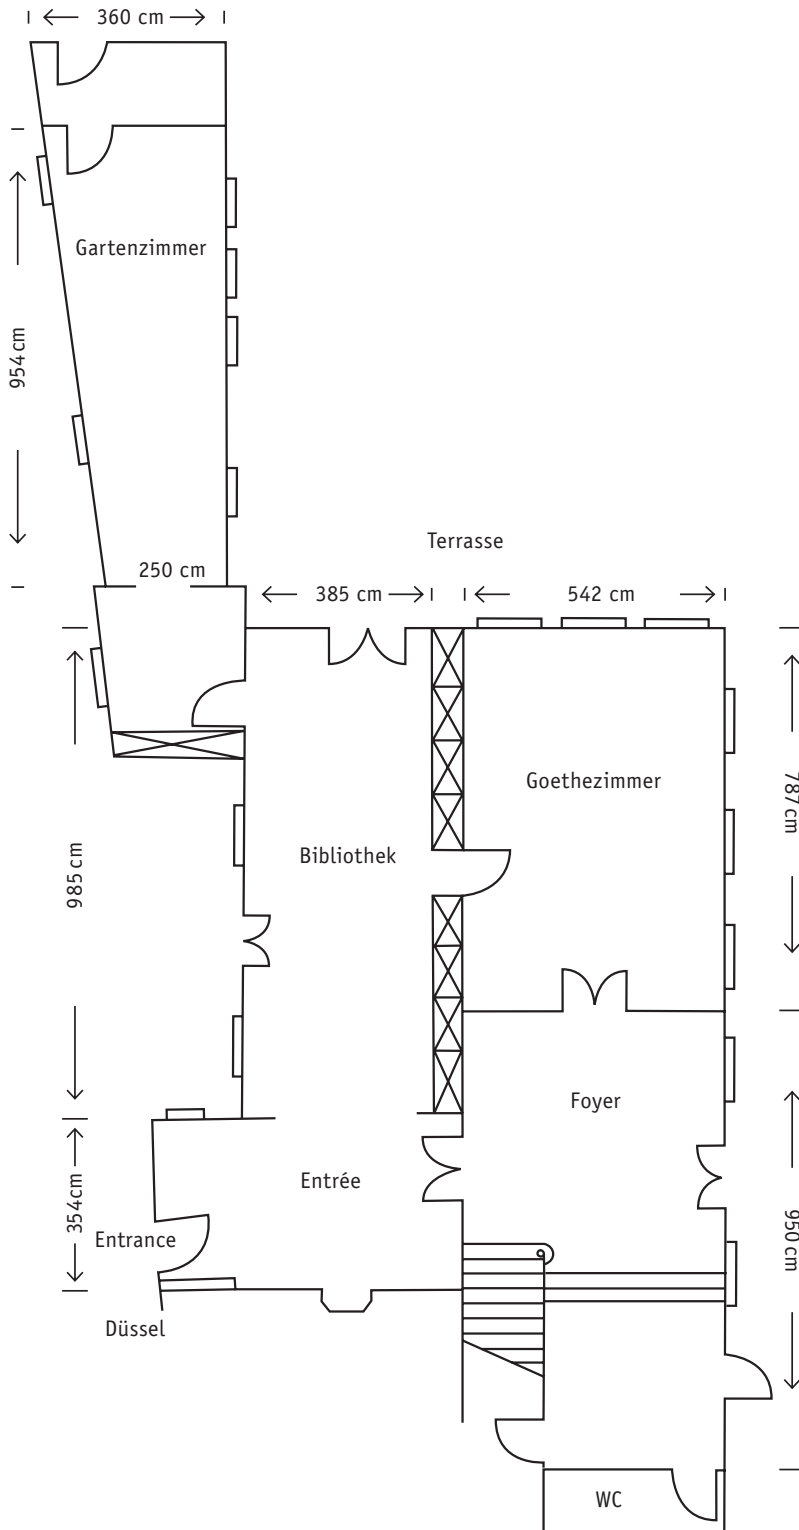 360 cm
Gartenzimmer
954 cm
Terrasse
250 cm
385 cm
542 cm
Goethezimmer
787 cm
Bibliothek
985 cm
Foyer
Entrée
354cm
Entrance
950 cm
Düssel
WC